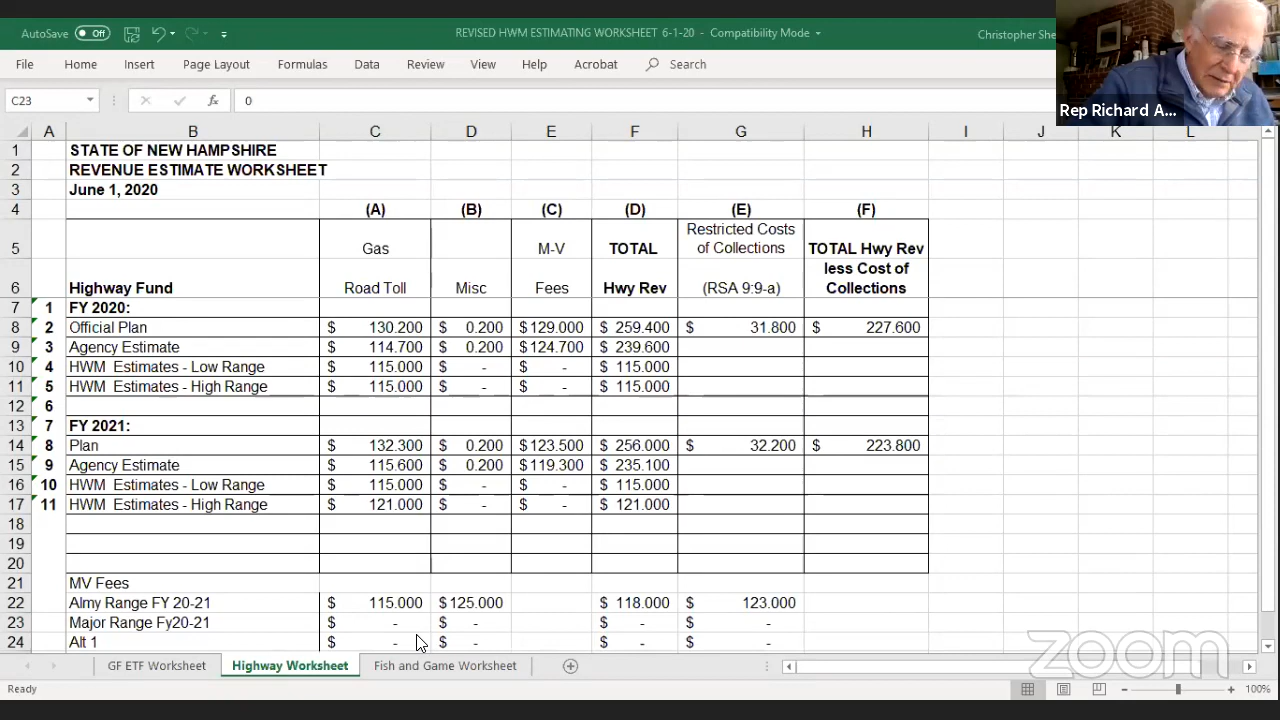 AutoSave Off REVISED HWM ESTIMATING WORKSHEET 6-1-20 - Compatibility Mode Christopher She
File Home Insert Page Layout Formulas Data Review View Help Acrobat Search
Rep Richard A...
C23 fx 0
A B C D E F G H I J K L
1 STATE OF NEW HAMPSHIRE
2 REVENUE ESTIMATE WORKSHEET
3 June 1, 2020
4 (A) (B) (C) (D) (E) (F)
5 Gas M-V TOTAL Restricted Costs of Collections TOTAL Hwy Rev
6 Highway Fund Road Toll Misc Fees Hwy Rev (RSA 9:9-a) less Cost of Collections
7 1 FY 2020:
8 2 Official Plan $ 130.200 $ 0.200 $129.000 $ 259.400 $ 31.800 $ 227.600
9 3 Agency Estimate $ 114.700 $ 0.200 $124.700 $ 239.600
10 4 HWM Estimates - Low Range $ 115.000 $ - $ - $ 115.000
11 5 HWM Estimates - High Range $ 115.000 $ - $ - $ 115.000
12 6
13 7 FY 2021:
14 8 Plan $ 132.300 $ 0.200 $123.500 $ 256.000 $ 32.200 $ 223.800
15 9 Agency Estimate $ 115.600 $ 0.200 $119.300 $ 235.100
16 10 HWM Estimates - Low Range $ 115.000 $ - $ - $ 115.000
17 11 HWM Estimates - High Range $ 121.000 $ - $ - $ 121.000
18
19
20
21 MV Fees
22 Almy Range FY 20-21 $ 115.000 $125.000 $ 118.000 $ 123.000
23 Major Range Fy20-21 $ - $ - $ - $ -
24 Alt 1 $ - $ - $ - $ -
GF ETF Worksheet Highway Worksheet Fish and Game Worksheet
zoom
Ready 100%